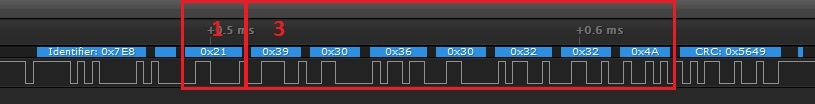 1 3
+0.5 ms +0.6 ms
Identifier: 0x7E8 0x21 0x39 0x30 0x36 0x30 0x32 0x32 0x4A CRC: 0x5649